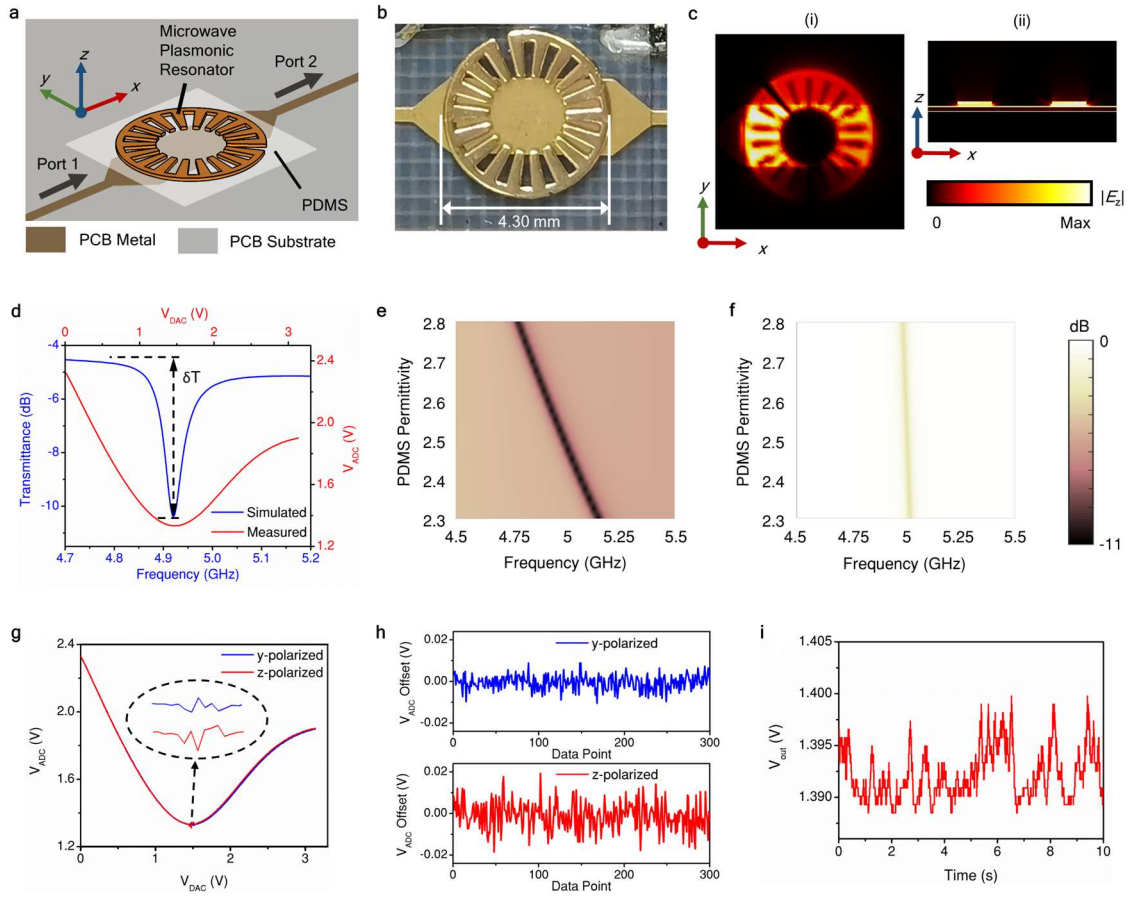 a
Microwave
Plasmonic
Resonator
z
y
x
Port 2
Port 1
PDMS
PCB Metal
PCB Substrate
b
4.30 mm
c
(i)
(ii)
y
x
z
x
|Ez|
0
Max
d
VDAC (V)
0
1
2
3
-4
-6
-8
-10
Transmittance (dB)
2.4
2.0
1.6
1.2
VADC (V)
δT
Simulated
Measured
4.7
4.8
4.9
5.0
5.1
5.2
Frequency (GHz)
e
2.8
2.7
2.6
2.5
2.4
2.3
PDMS Permittivity
4.5
4.75
5
5.25
5.5
Frequency (GHz)
f
2.8
2.7
2.6
2.5
2.4
2.3
PDMS Permittivity
4.5
4.75
5
5.25
5.5
Frequency (GHz)
dB
0
-11
g
2.4
2.0
1.6
1.2
VADC (V)
y-polarized
z-polarized
0
1
2
3
VDAC (V)
h
0.02
0.00
-0.02
VADC Offset (V)
y-polarized
0
100
200
300
Data Point
0.02
0.00
-0.02
VADC Offset (V)
z-polarized
0
100
200
300
Data Point
i
1.405
1.400
1.395
1.390
Vout (V)
0
2
4
6
8
10
Time (s)